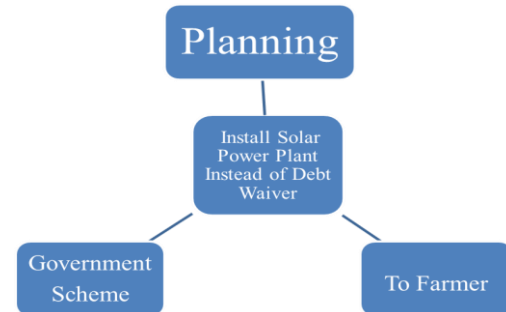 Planning
Install Solar
Power Plant
Instead of Debt
Waiver
Government
Scheme
To Farmer